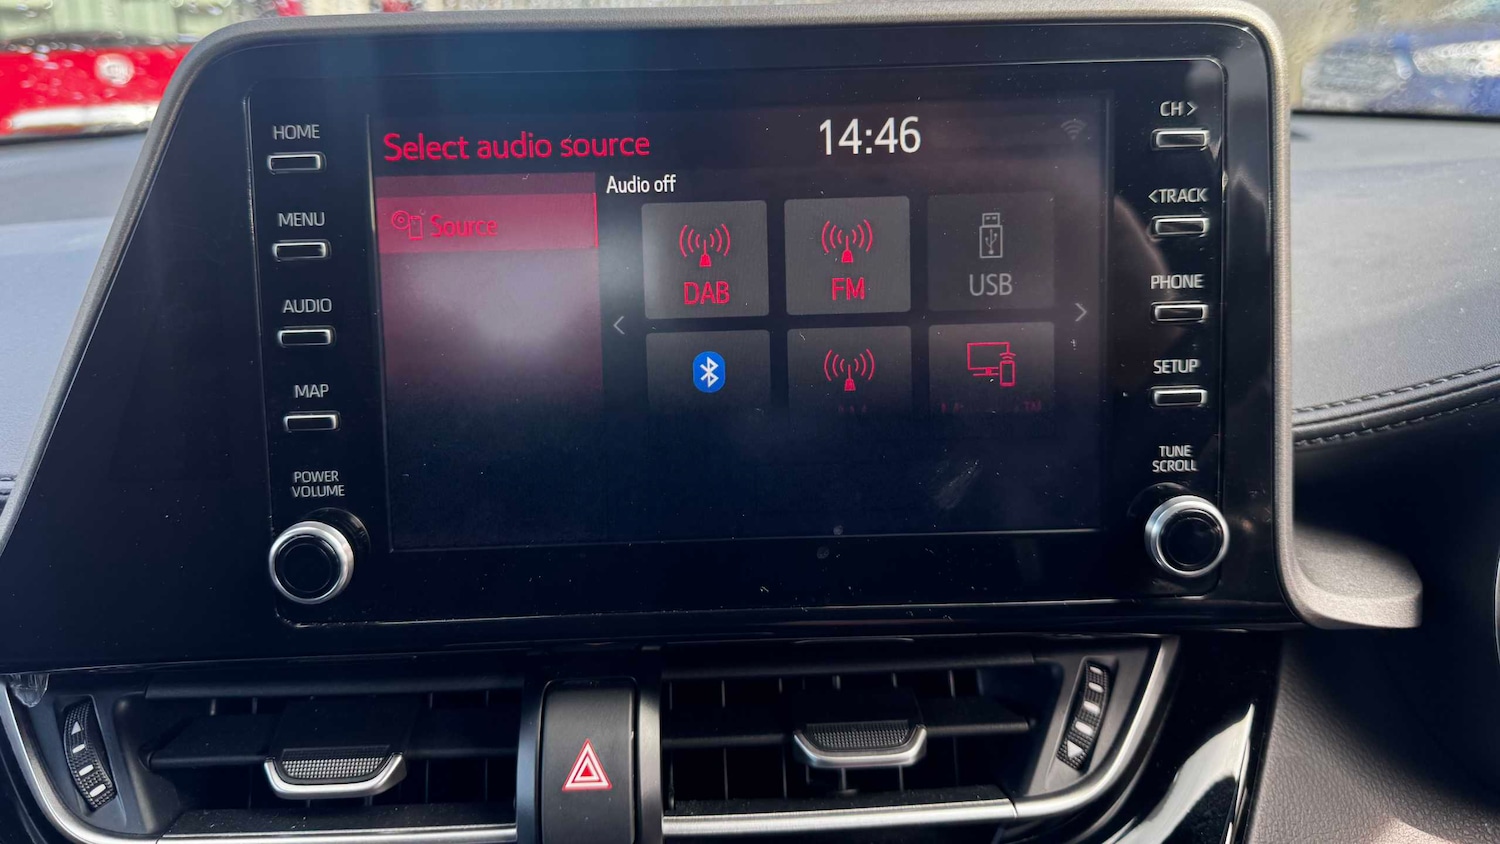 HOME
MENU
AUDIO
MAP
POWER
VOLUME
Select audio source
14:46
Source
Audio off
DAB
FM
USB
CH >
<TRACK
PHONE
SETUP
TUNE
SCROLL